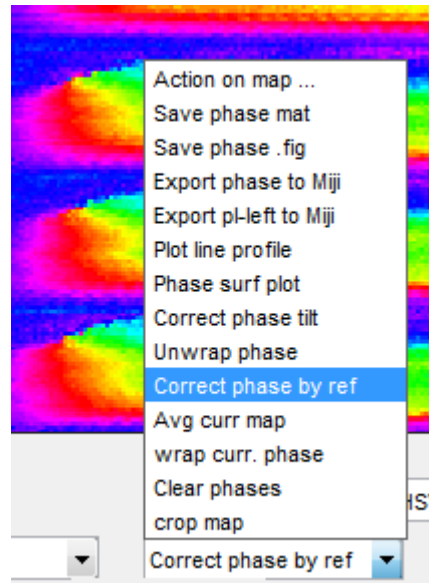 Action on map ...
Save phase mat
Save phase .fig
Export phase to Miji
Export pl-left to Miji
Plot line profile
Phase surf plot
Correct phase tilt
Unwrap phase
Correct phase by ref
Avg curr map
wrap curr. phase
Clear phases
crop map
Correct phase by ref